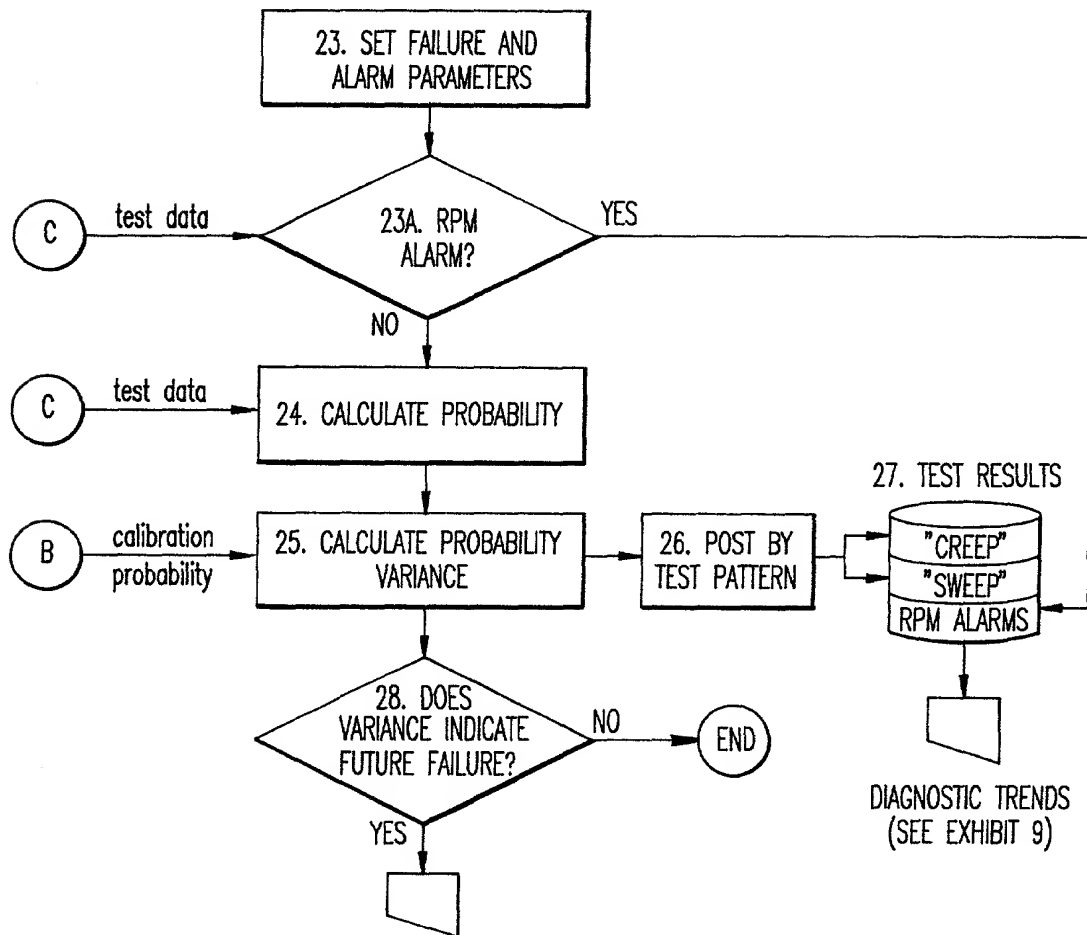 23. SET FAILURE AND
ALARM PARAMETERS
C
test data
23A. RPM
ALARM?
YES
NO
C
test data
24. CALCULATE PROBABILITY
B
calibration
probability
25. CALCULATE PROBABILITY
VARIANCE
26. POST BY
TEST PATTERN
27. TEST RESULTS
"CREEP"
"SWEEP"
RPM ALARMS
28. DOES
VARIANCE INDICATE
FUTURE FAILURE?
NO
END
YES
DIAGNOSTIC TRENDS
(SEE EXHIBIT 9)